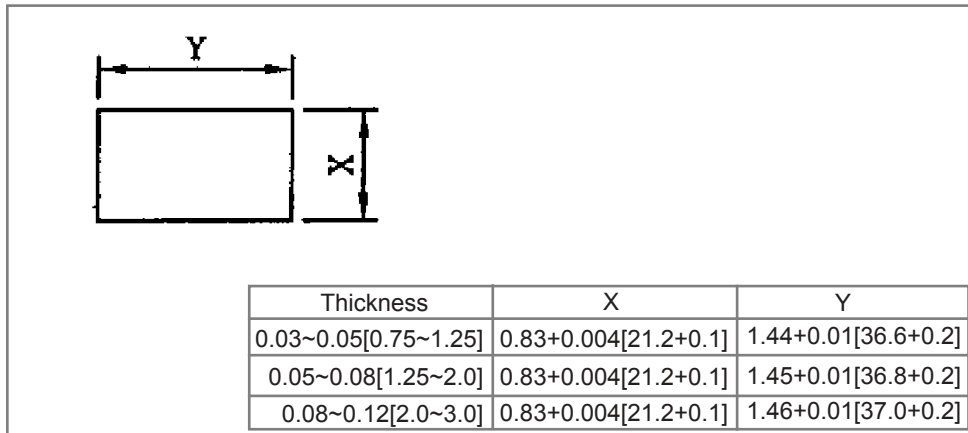 Y
X
Thickness X Y
0.03~0.05[0.75~1.25] 0.83+0.004[21.2+0.1] 1.44+0.01[36.6+0.2]
0.05~0.08[1.25~2.0] 0.83+0.004[21.2+0.1] 1.45+0.01[36.8+0.2]
0.08~0.12[2.0~3.0] 0.83+0.004[21.2+0.1] 1.46+0.01[37.0+0.2]